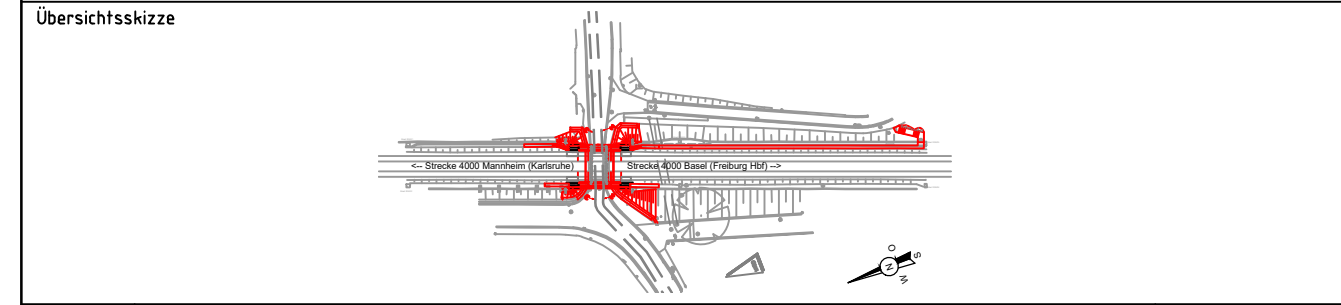 Übersichtsskizze
<-- Strecke 4000 Mannheim (Karlsruhe)
Strecke 4000 Basel (Freiburg Hbf) -->
O
S
N
W